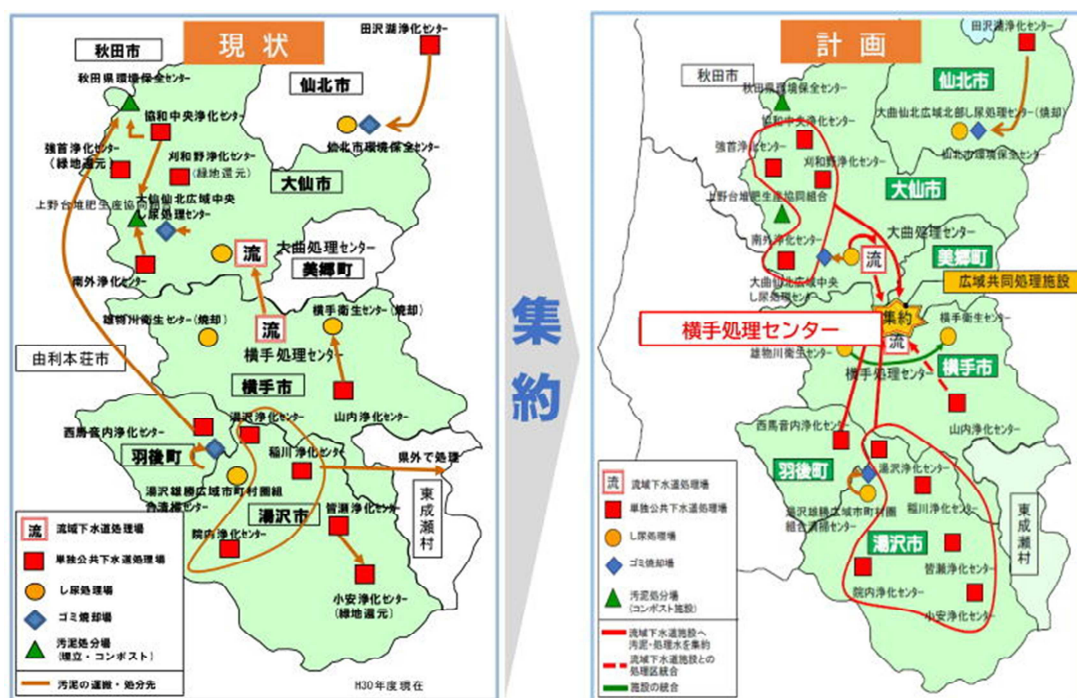 現 状
秋田市
秋田県環境保全センター
田沢湖浄化センター
仙北市
協和中央浄化センター
強首浄化センター
(緑地還元)
刈和野浄化センター
(緑地還元)
仙北市環境保全センター
大仙市
大仙仙北広域中央
し尿処理センター
流
大曲処理センター
美郷町
南外浄化センター
雄物川衛生センター(焼却)
流
横手衛生センター(焼却)
横手処理センター
由利本荘市
横手市
西馬音内浄化センター
湯沢浄化センター
山内浄化センター
羽後町
稲川浄化センター
県外で処理
湯沢雄勝広域市町村圏組
合清掃センター
湯沢市
皆瀬浄化センター
東成瀬村
院内浄化センター
小安浄化センター
(緑地還元)
流 流域下水道処理場
単独公共下水道処理場
し尿処理場
ゴミ焼却場
汚泥処分場
(埋立・コンポスト)
汚泥の運搬・処分先
H30年度現在
集
約
計 画
田沢湖浄化センター
秋田市
秋田県環境保全センター
仙北市
大曲仙北広域北部し尿処理センター(焼却)
仙北市環境保全センター
協和中央浄化センター
強首浄化センター
刈和野浄化センター
大仙市
上野台堆肥生産協同組合
南外浄化センター
大曲処理センター
流
美郷町
大曲仙北広域中央
し尿処理センター
広域共同処理施設
集約
横手処理センター
流
横手衛生センター
雄物川衛生センター
横手処理センター
横手市
西馬音内浄化センター
山内浄化センター
羽後町
湯沢浄化センター
湯沢雄勝広域市町村圏
組合清掃センター
稲川浄化センター
湯沢市
東成瀬村
皆瀬浄化センター
院内浄化センター
小安浄化センター
流 流域下水道処理場
単独公共下水道処理場
し尿処理場
ゴミ焼却場
汚泥処分場
(コンポスト施設)
流域下水道施設へ
汚泥・処理水を集約
流域下水道施設との
処理区統合
施設の統合